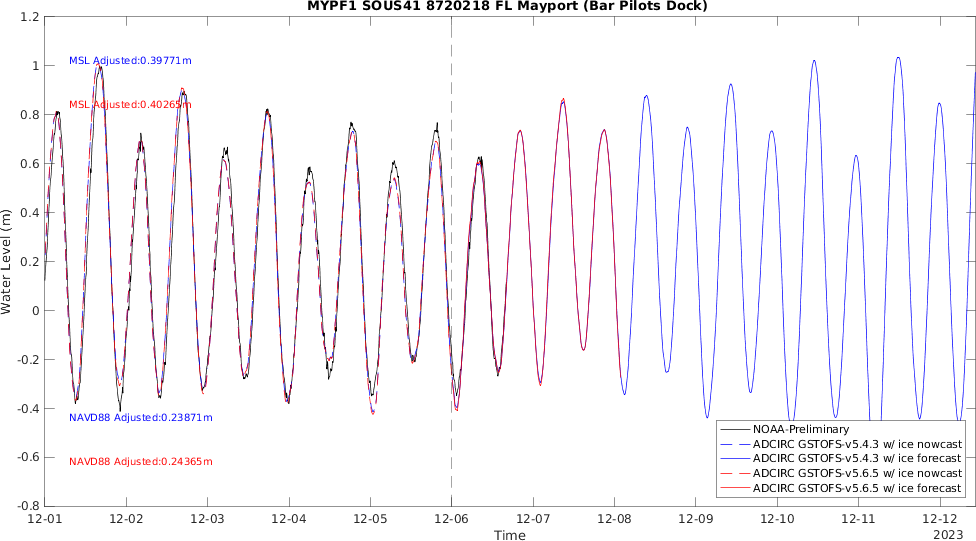 MYPF1 SOUS41 8720218 FL Mayport (Bar Pilots Dock)
1.2
1
0.8
0.6
0.4
0.2
0
-0.2
-0.4
-0.6
-0.8
Water Level (m)
MSL Adjusted:0.39771m
MSL Adjusted:0.40265m
NAVD88 Adjusted:0.23871m
NAVD88 Adjusted:0.24365m
NOAA-Preliminary
ADCIRC GSTOFS-v5.4.3 w/ ice nowcast
ADCIRC GSTOFS-v5.4.3 w/ ice forecast
ADCIRC GSTOFS-v5.6.5 w/ ice nowcast
ADCIRC GSTOFS-v5.6.5 w/ ice forecast
12-01 12-02 12-03 12-04 12-05 12-06 12-07 12-08 12-09 12-10 12-11 12-12
Time
2023